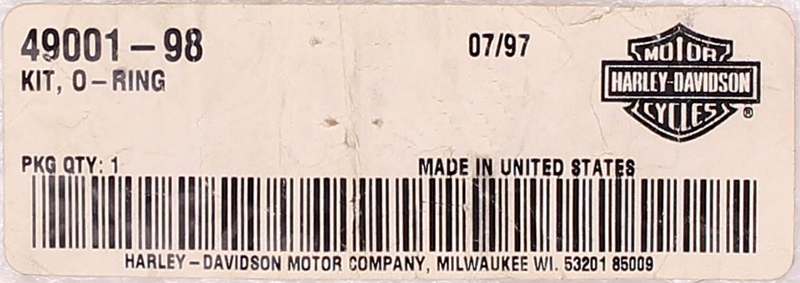 49001-98
07/97
KIT, O-RING
MOTOR
HARLEY-DAVIDSON
CYCLES
®
PKG QTY: 1
MADE IN UNITED STATES
HARLEY-DAVIDSON MOTOR COMPANY, MILWAUKEE WI. 53201 85009